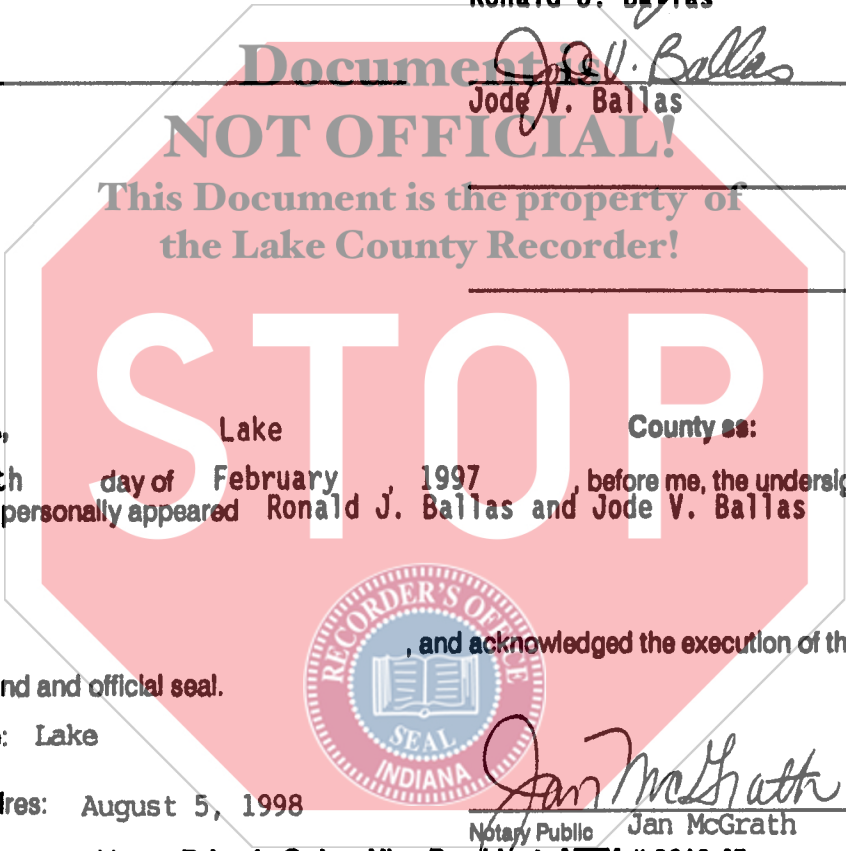 Ronald J. Ballas
Jode V. Ballas
Document is
Jode V. Ballas
NOT OFFICIAL!
This Document is the property of
the Lake County Recorder!
STOP
Lake County ss:
day of February , 1997 , before me, the undersig
personally appeared Ronald J. Ballas and Jode V. Ballas
RECORDER'S OFFICE
, and acknowledged the execution of th
nd and official seal.
SEAL
INDIANA
: Lake
Jan McGrath
ires: August 5, 1998
Notary Public Jan McGrath